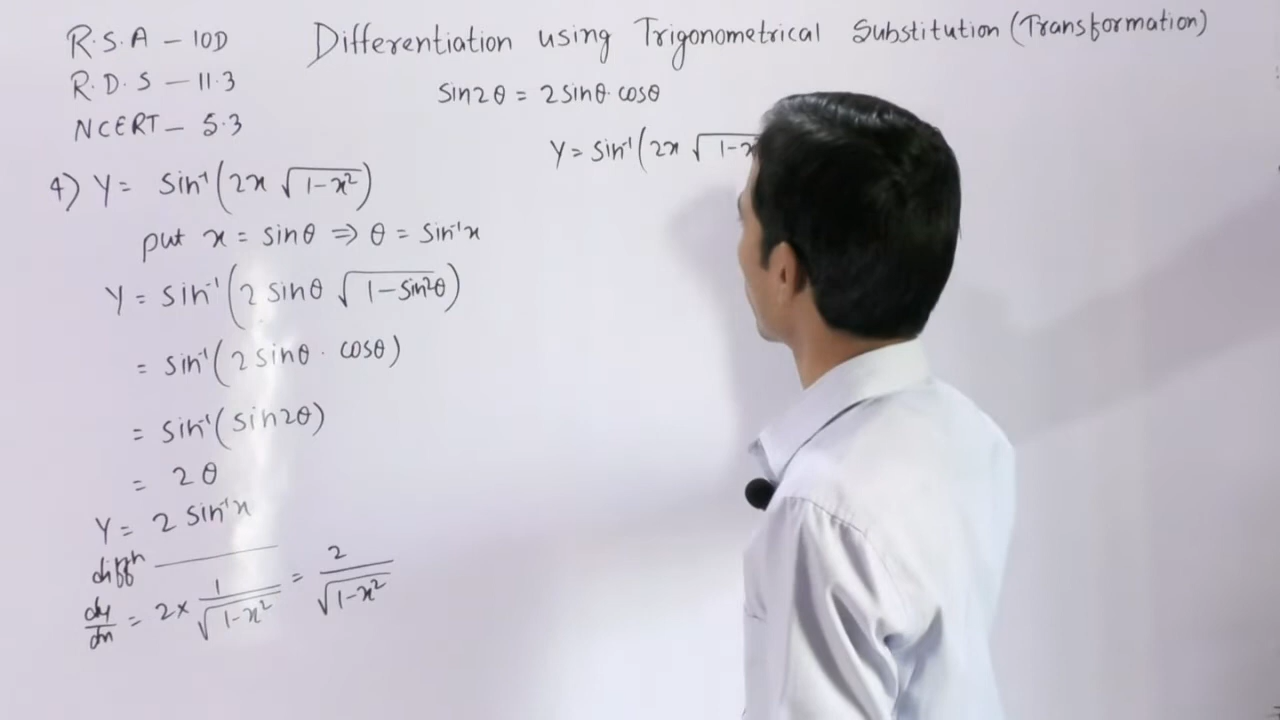 R.S.A - 10D
R.D.S - 11.3
NCERT - 5.3
Differentiation using Trigonometrical Substitution (Transformation)
Sin2θ = 2Sinθ. cosθ
4) Y = Sin⁻¹(2x √(1-x²))
put x = sinθ ⇒ θ = Sin⁻¹x
Y = Sin⁻¹(2 sinθ √(1-Sin²θ))
= sin⁻¹(2 sinθ . cosθ)
= sin⁻¹(sin2θ)
= 2θ
Y = 2 sin⁻¹x
diffⁿ
dy/dx = 2 × 1/√(1-x²) = 2/√(1-x²)
Y = Sin⁻¹(2x √1-x